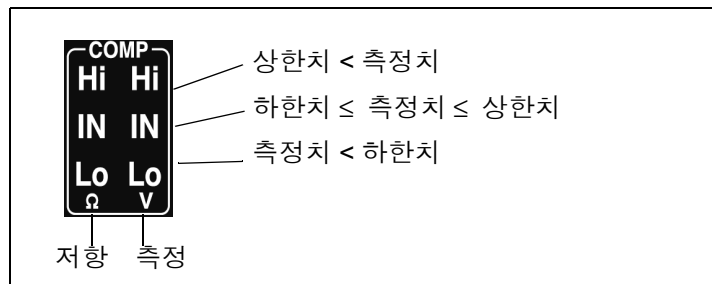 COMP
Hi Hi 상한치 < 측정치
IN IN 하한치 ≤ 측정치 ≤ 상한치
Lo Lo 측정치 < 하한치
Ω V
저항 측정